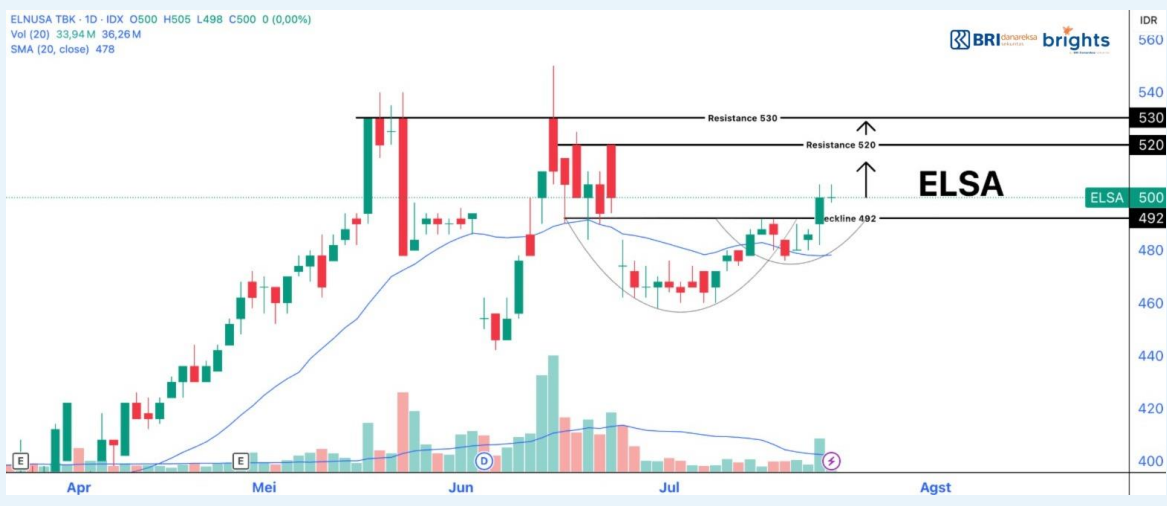 ELNUSA TBK · 1D · IDX O500 H505 L498 C500 0 (0,00%)
Vol (20) 33,94 M 36,26 M
SMA (20, close) 478
BRI danareksa sekuritas brights
IDR
560
540
530
Resistance 530
520
Resistance 520
ELSA
ELSA 500
492
eckline 492
480
460
440
420
400
E
E
D
Apr Mei Jun Jul Agst